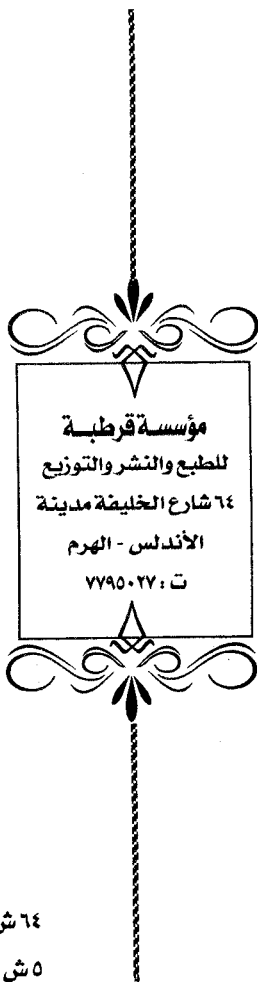 مؤسسة قرطبة
للطبع والنشر والتوزيع
٦٤ شارع الخليفة مدينة
الأندلس - الهرم
ت : ٧٧٩٥٠٢٧
٦٤ ش
٥ ش